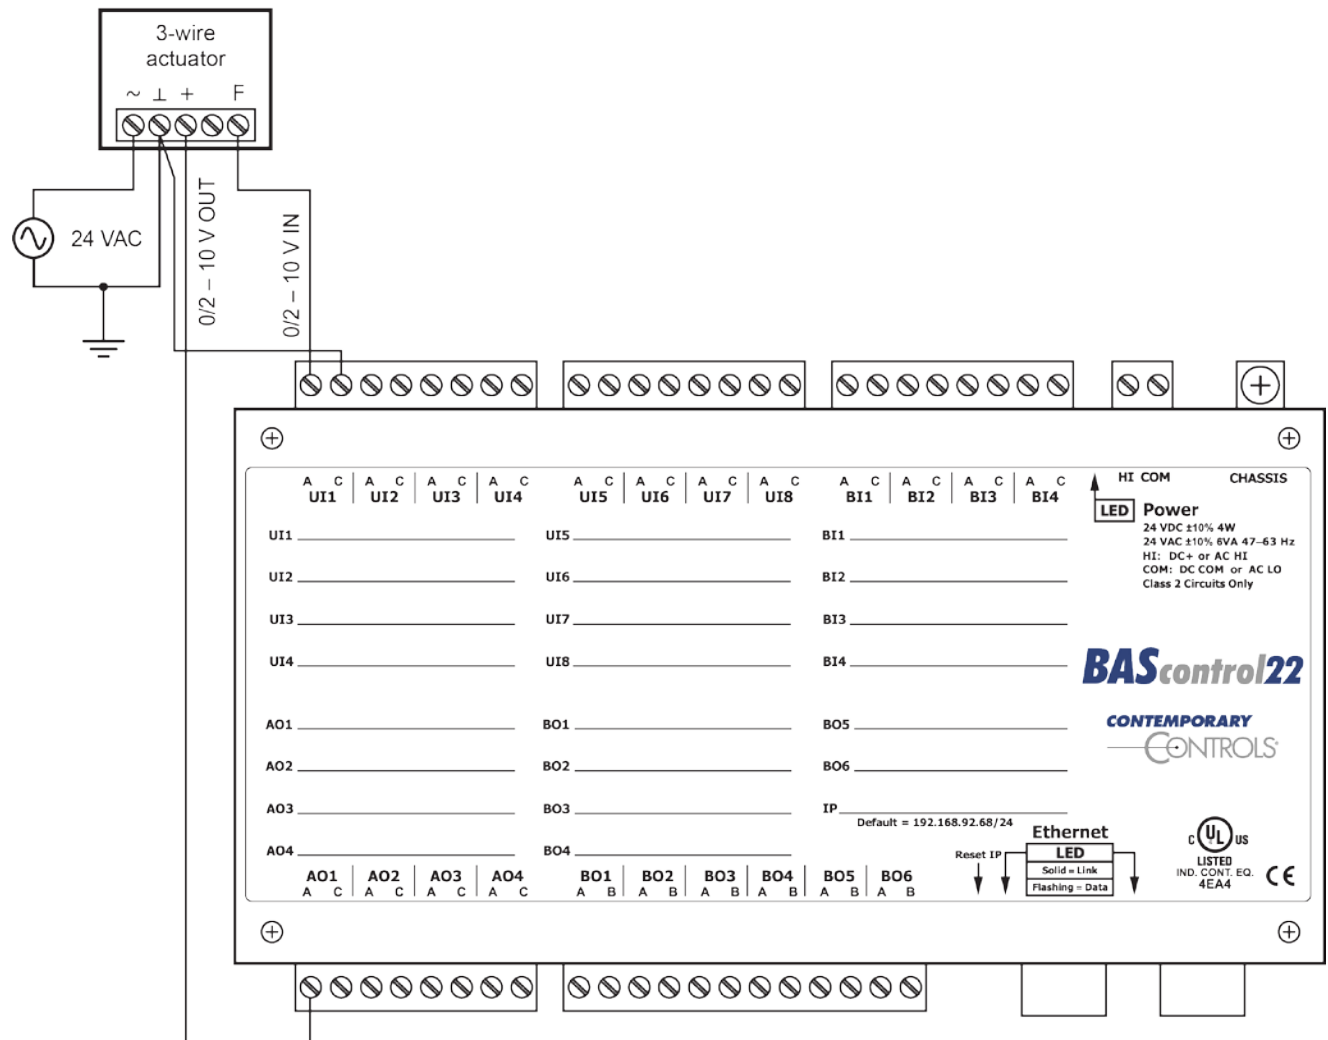 3-wire
actuator
~ ⊥ + F
24 VAC
0/2 – 10 V OUT
0/2 – 10 V IN
A C A C A C A C
UI1 UI2 UI3 UI4
A C A C A C A C
UI5 UI6 UI7 UI8
A C A C A C A C
BI1 BI2 BI3 BI4
HI COM
CHASSIS
LED Power
24 VDC ±10% 4W
24 VAC ±10% 6VA 47–63 Hz
HI: DC+ or AC HI
COM: DC COM or AC LO
Class 2 Circuits Only
UI1 UI5 BI1
UI2 UI6 BI2
UI3 UI7 BI3
UI4 UI8 BI4
BAScontrol22
CONTEMPORARY
CONTROLS
AO1 BO1 BO5
AO2 BO2 BO6
AO3 BO3 IP
Default = 192.168.92.68/24
AO4 BO4
Ethernet
Reset IP
LED
Solid = Link
Flashing = Data
C UL US
LISTED
IND. CONT. EQ.
4EA4
CE
AO1 AO2 AO3 AO4
A C A C A C A C
BO1 BO2 BO3 BO4 BO5 BO6
A B A B A B A B A B A B